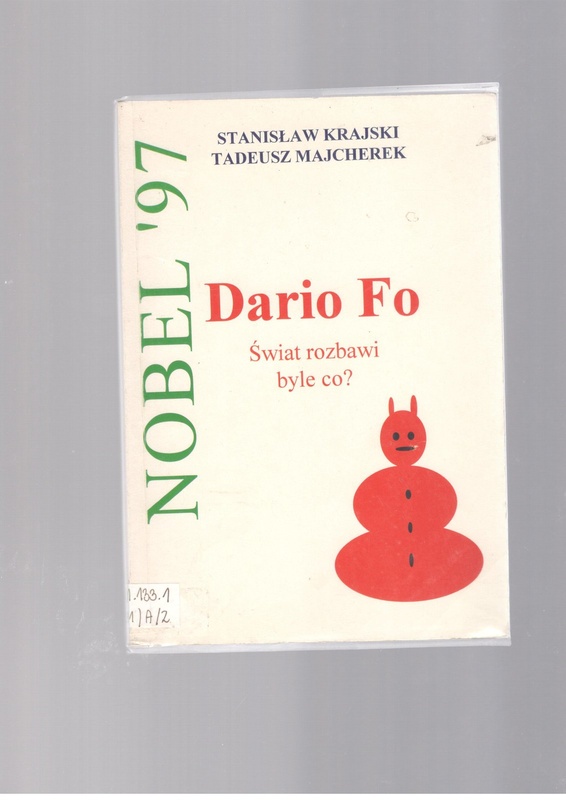 STANISŁAW KRAJSKI
TADEUSZ MAJCHEREK
NOBEL '97
Dario Fo
Świat rozbawi
byle co?
1.133.1
1)A/2